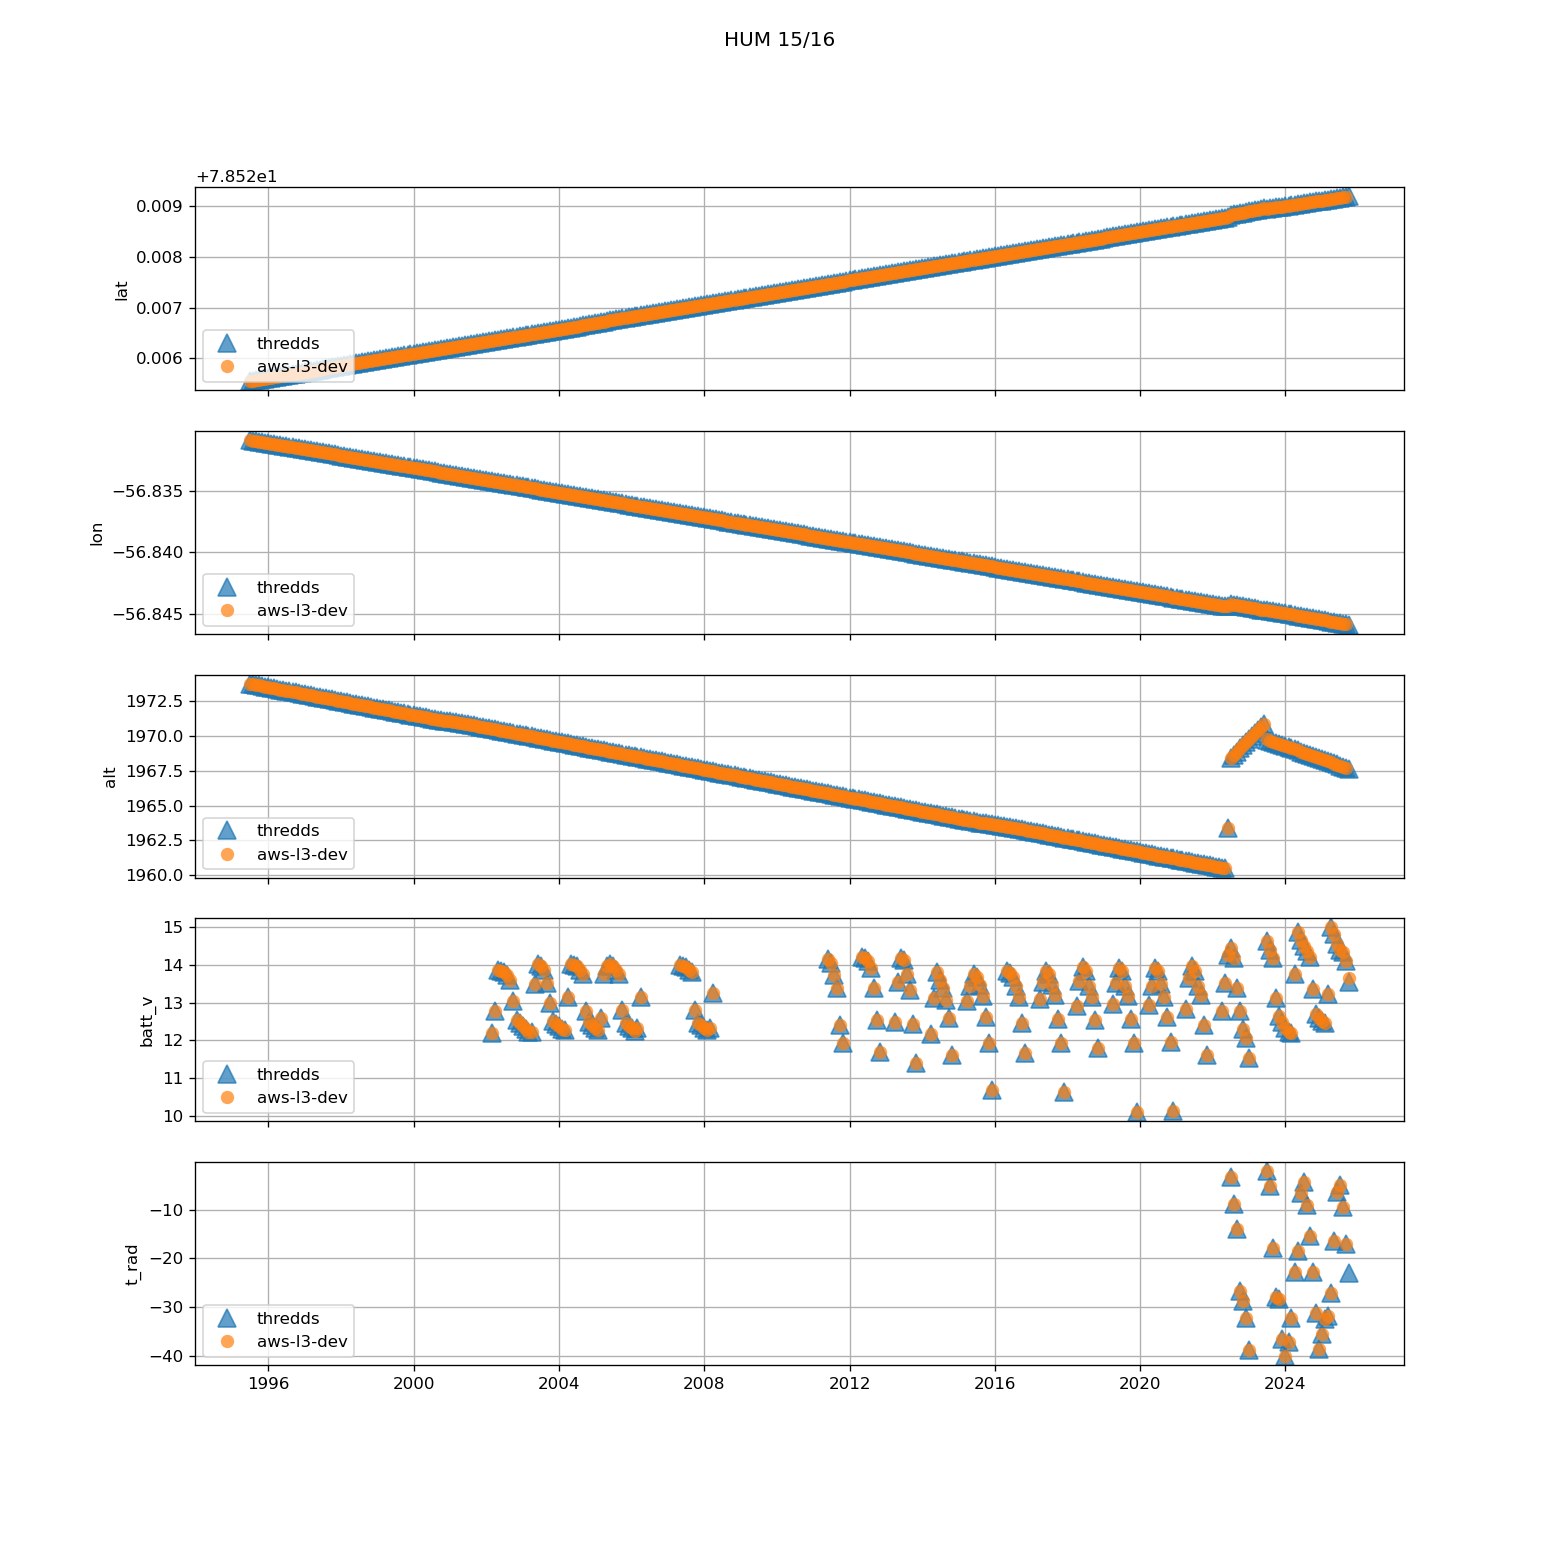 HUM 15/16
+7.852e1
0.009
0.008
0.007
0.006
lat
thredds
aws-l3-dev
−56.835
−56.840
−56.845
lon
thredds
aws-l3-dev
1972.5
1970.0
1967.5
1965.0
1962.5
1960.0
alt
thredds
aws-l3-dev
15
14
13
12
11
10
batt_v
thredds
aws-l3-dev
−10
−20
−30
−40
t_rad
thredds
aws-l3-dev
1996 2000 2004 2008 2012 2016 2020 2024